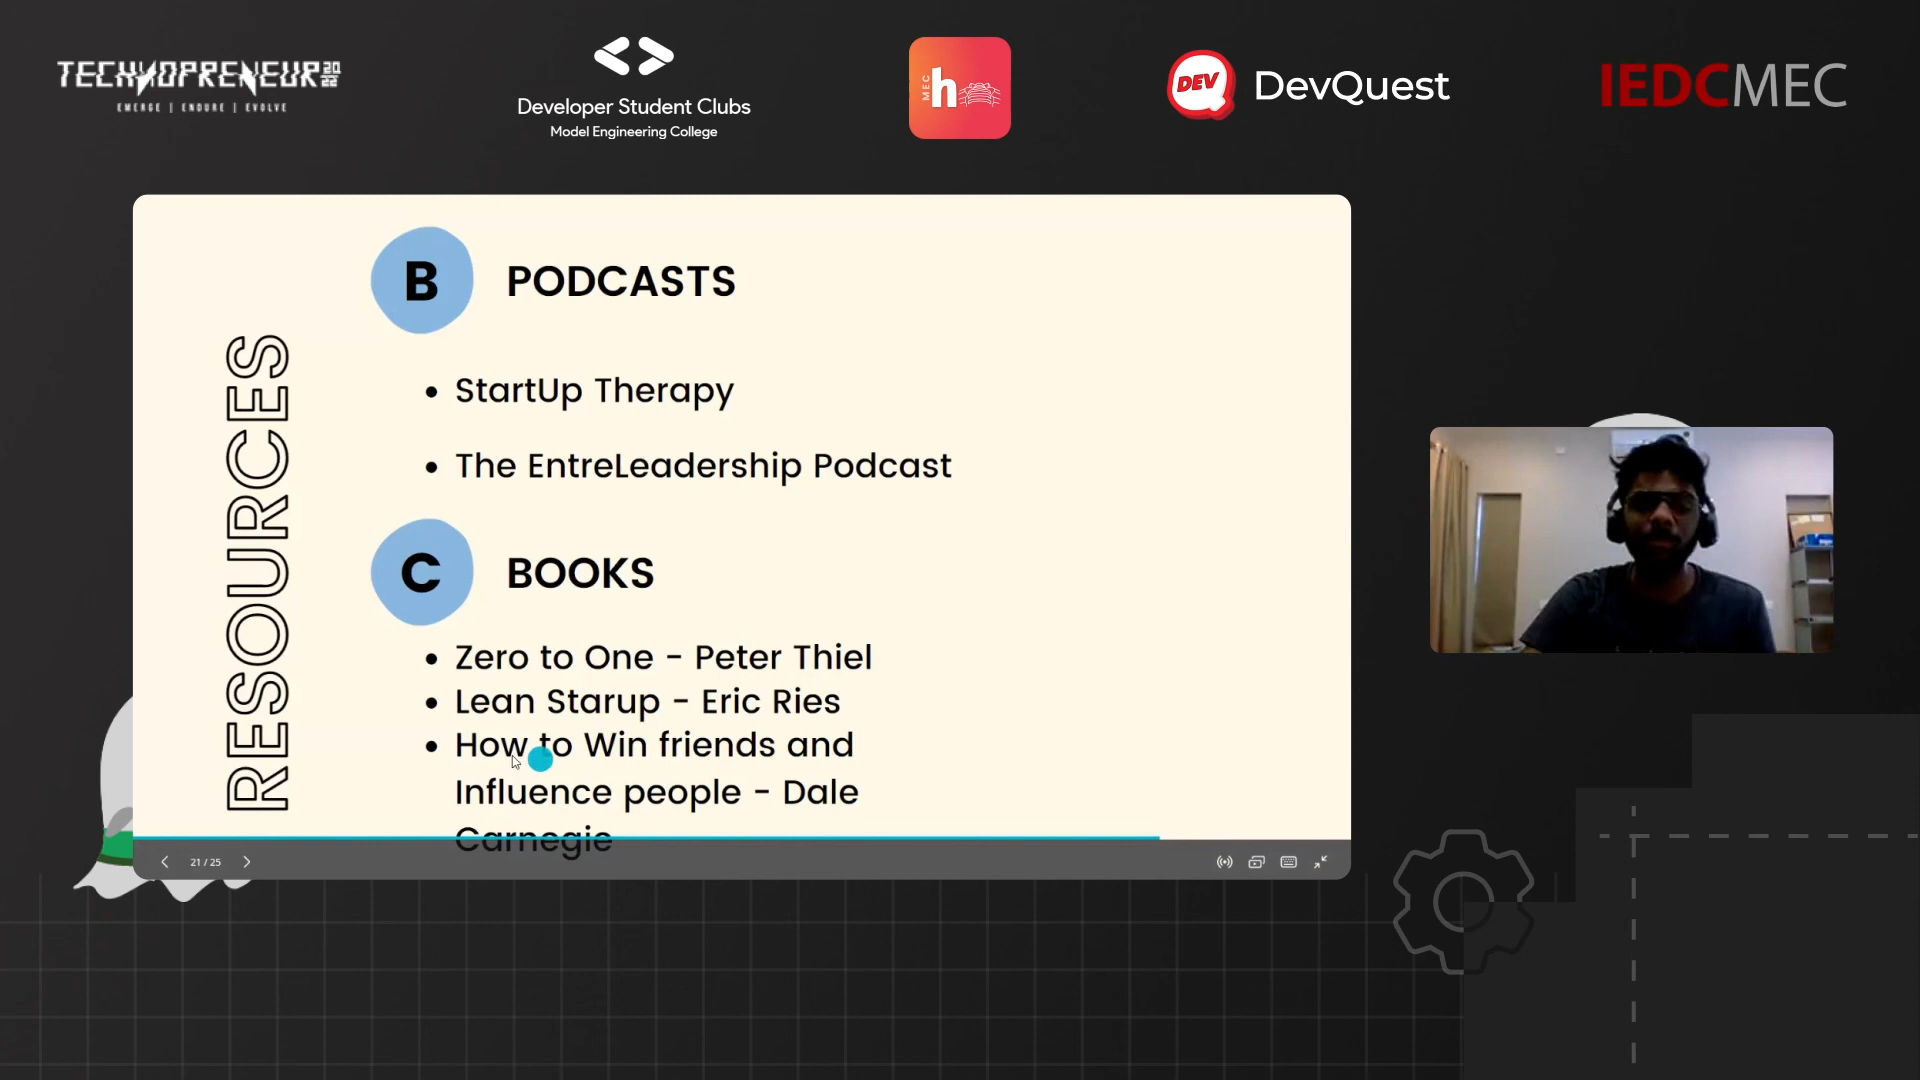 TECHNOPRENEUR 2022
EMERGE | ENDURE | EVOLVE
Developer Student Clubs
Model Engineering College
MEC h
DEV DevQuest
IEDCMEC
RESOURCES
B PODCASTS
StartUp Therapy
The EntreLeadership Podcast
C BOOKS
Zero to One - Peter Thiel
Lean Starup - Eric Ries
How to Win friends and
Influence people - Dale
Carnegie
21 / 25